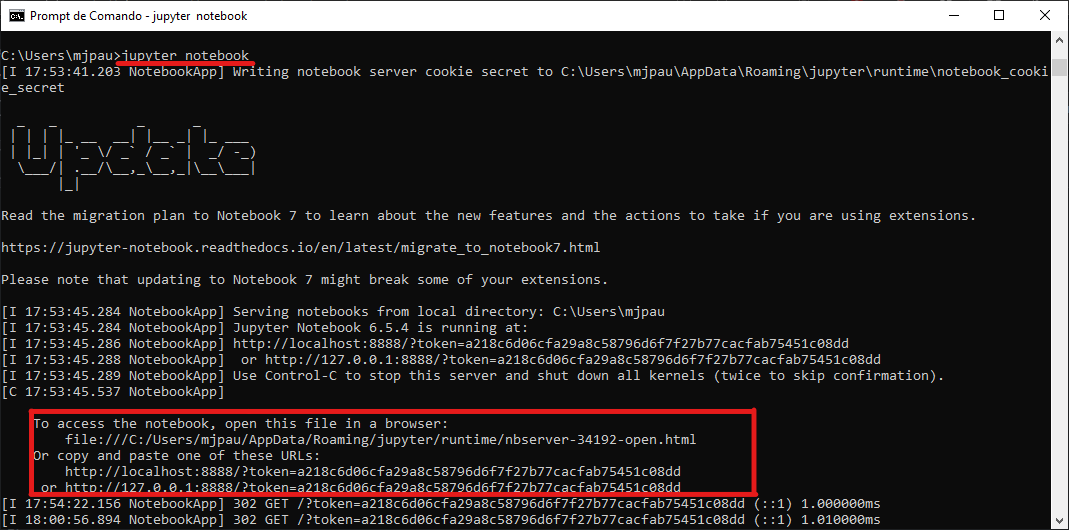 Prompt de Comando - jupyter notebook
C:\Users\mjpau>jupyter notebook
[I 17:53:41.203 NotebookApp] Writing notebook server cookie secret to C:\Users\mjpau\AppData\Roaming\jupyter\runtime\notebook_cooki
e_secret
Update
Read the migration plan to Notebook 7 to learn about the new features and the actions to take if you are using extensions.
https://jupyter-notebook.readthedocs.io/en/latest/migrate_to_notebook7.html
Please note that updating to Notebook 7 might break some of your extensions.
[I 17:53:45.284 NotebookApp] Serving notebooks from local directory: C:\Users\mjpau
[I 17:53:45.284 NotebookApp] Jupyter Notebook 6.5.4 is running at:
[I 17:53:45.286 NotebookApp] http://localhost:8888/?token=a218c6d06cfa29a8c58796d6f7f27b77cacfab75451c08dd
[I 17:53:45.288 NotebookApp]  or http://127.0.0.1:8888/?token=a218c6d06cfa29a8c58796d6f7f27b77cacfab75451c08dd
[I 17:53:45.289 NotebookApp] Use Control-C to stop this server and shut down all kernels (twice to skip confirmation).
[C 17:53:45.537 NotebookApp]
To access the notebook, open this file in a browser:
file:///C:/Users/mjpau/AppData/Roaming/jupyter/runtime/nbserver-34192-open.html
Or copy and paste one of these URLs:
http://localhost:8888/?token=a218c6d06cfa29a8c58796d6f7f27b77cacfab75451c08dd
or http://127.0.0.1:8888/?token=a218c6d06cfa29a8c58796d6f7f27b77cacfab75451c08dd
[I 17:54:22.156 NotebookApp] 302 GET /?token=a218c6d06cfa29a8c58796d6f7f27b77cacfab75451c08dd (::1) 1.000000ms
[I 18:00:56.894 NotebookApp] 302 GET /?token=a218c6d06cfa29a8c58796d6f7f27b77cacfab75451c08dd (::1) 1.010000ms